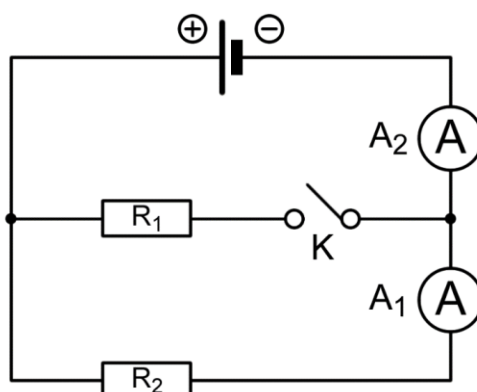 ⊕ ⊖
A₂ A
R₁
K
A₁ A
R₂